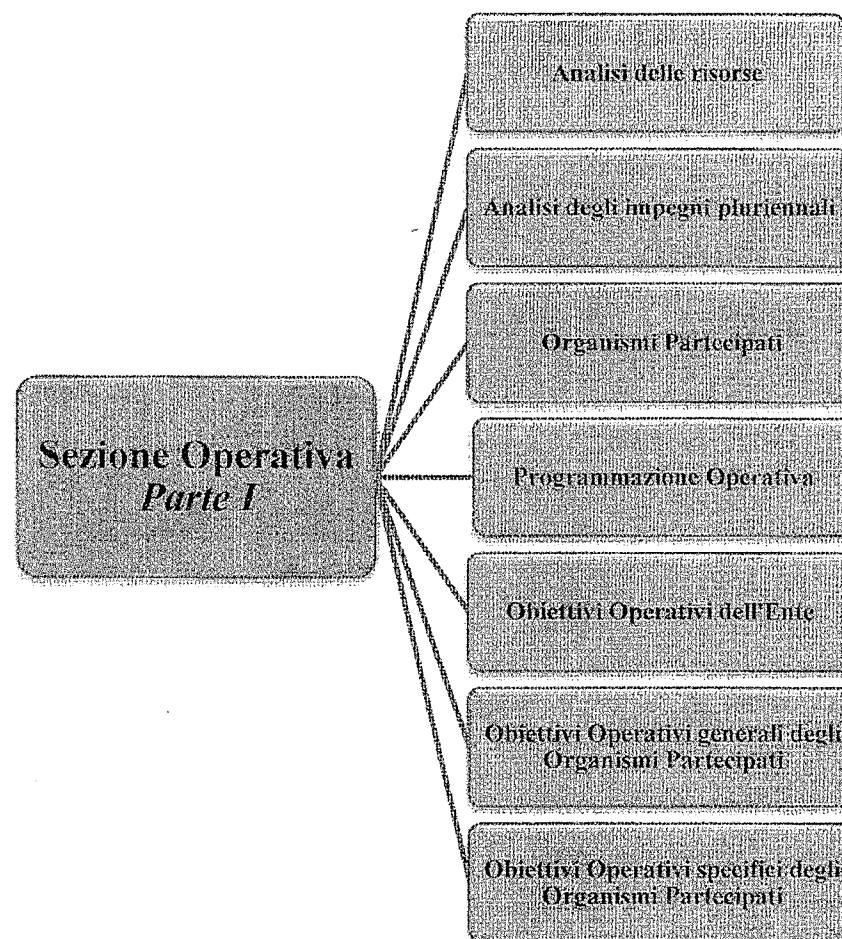 Analisi delle risorse
Analisi degli impegni pluriennali
Organismi Partecipati
Sezione Operativa
Parte I
Programmazione Operativa
Obiettivi Operativi dell'Ente
Obiettivi Operativi generali degli
Organismi Partecipati
Obiettivi Operativi specifici degli
Organismi Partecipati